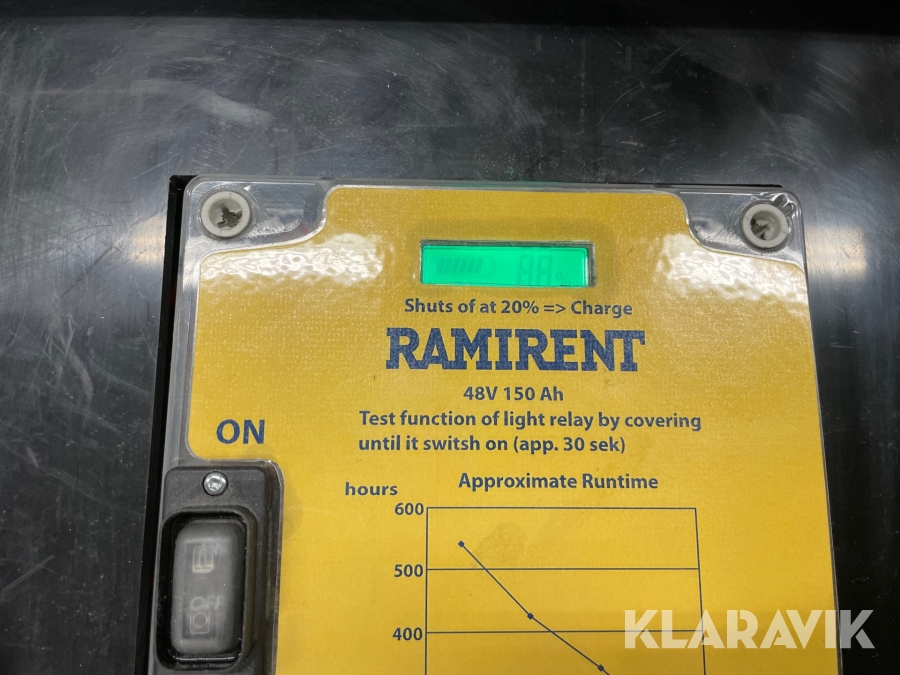 88 %
Shuts of at 20% => Charge
RAMIRENT
48V 150 Ah
Test function of light relay by covering
until it switsh on (app. 30 sek)
ON
Approximate Runtime
hours
600
500
400
OFF
KLARAVIK